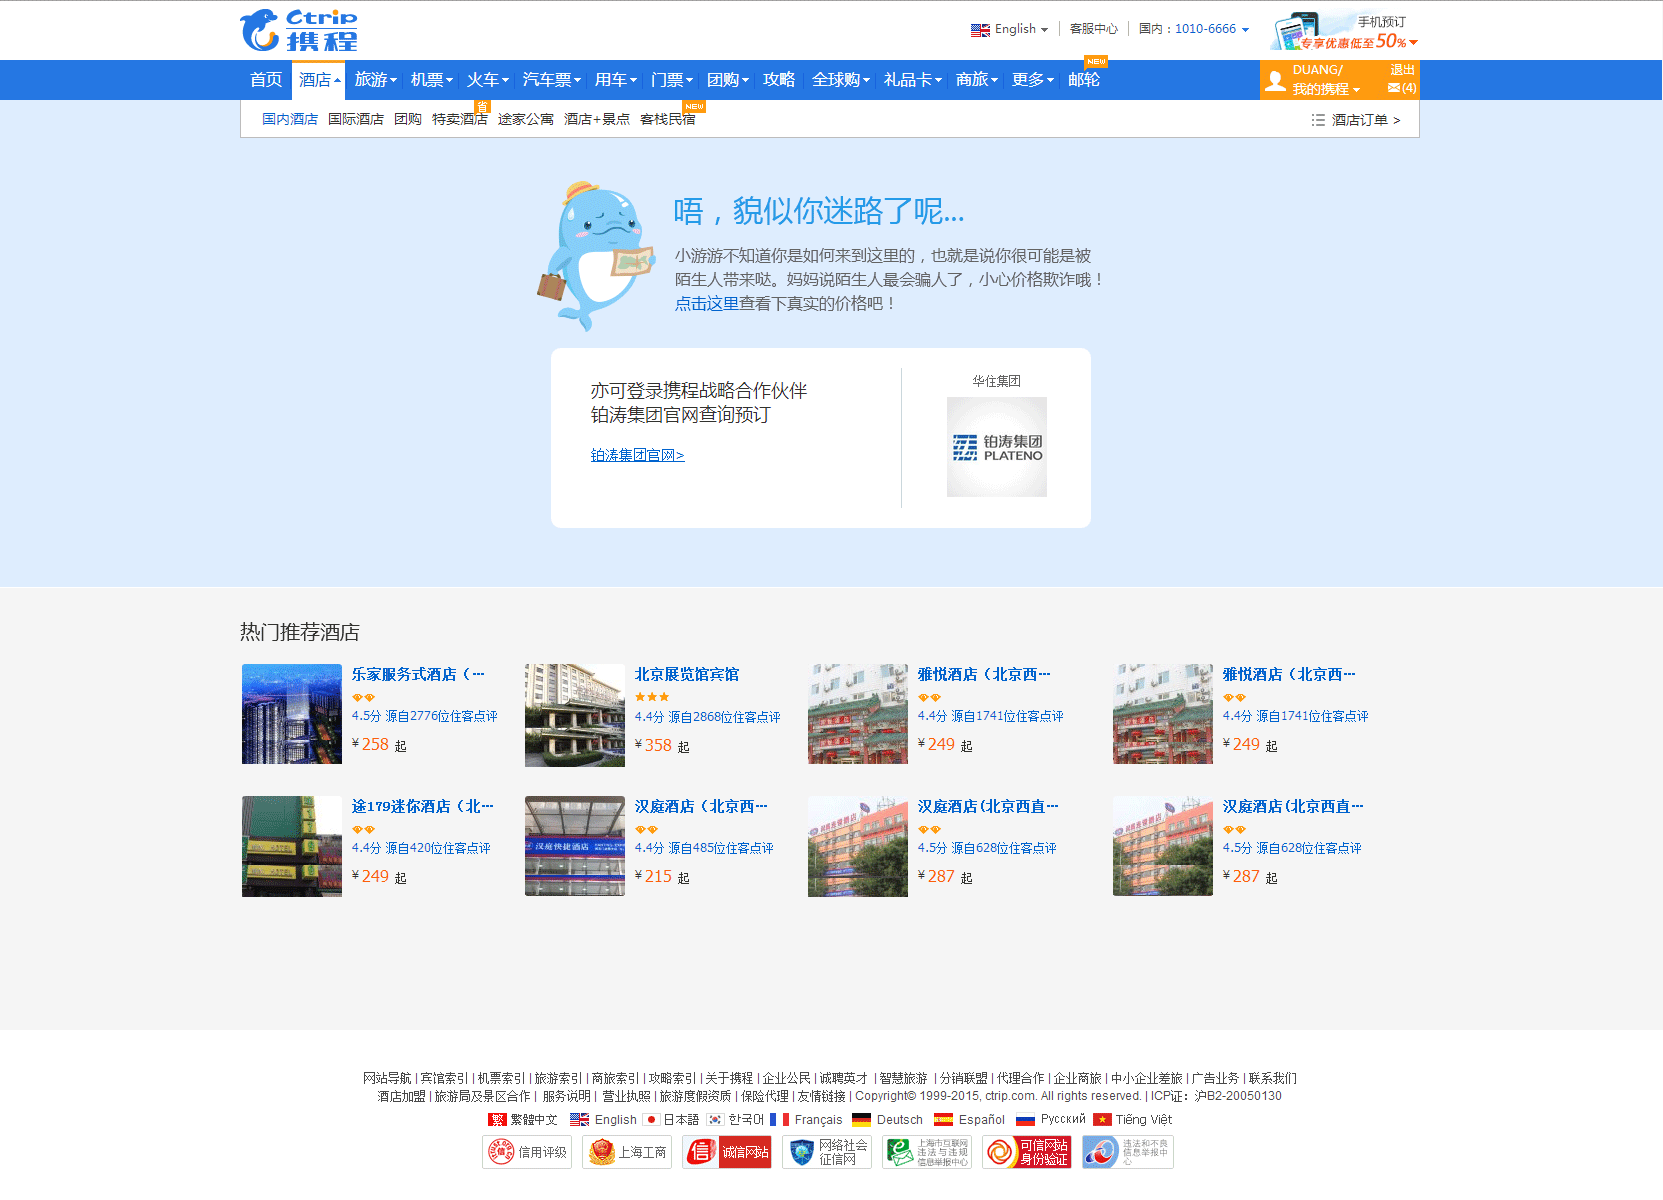 Ctrip
携程
English
客服中心
国内：1010-6666
手机预订
专享优惠低至50%
首页 酒店 旅游 机票 火车 汽车票 用车 门票 团购 攻略 全球购 礼品卡 商旅 更多 邮轮
NEW
DUANG/
退出
我的携程
(4)
国内酒店 国际酒店 团购 特卖酒店 途家公寓 酒店+景点 客栈民宿
省
NEW
酒店订单 >
唔，貌似你迷路了呢...
小游游不知道你是如何来到这里的，也就是说你很可能是被
陌生人带来哒。妈妈说陌生人最会骗人了，小心价格欺诈哦！
点击这里查看下真实的价格吧！
亦可登录携程战略合作伙伴
铂涛集团官网查询预订
铂涛集团官网>
华住集团
铂涛集团
PLATENO
热门推荐酒店
乐家服务式酒店（…
4.5分 源自2776位住客点评
¥258 起
北京展览馆宾馆
4.4分 源自2868位住客点评
¥358 起
雅悦酒店（北京西…
4.4分 源自1741位住客点评
¥249 起
雅悦酒店（北京西…
4.4分 源自1741位住客点评
¥249 起
途179迷你酒店（北…
4.4分 源自420位住客点评
¥249 起
汉庭酒店（北京西…
4.4分 源自485位住客点评
¥215 起
汉庭快捷酒店
汉庭酒店(北京西直…
4.5分 源自628位住客点评
¥287 起
汉庭酒店(北京西直…
4.5分 源自628位住客点评
¥287 起
网站导航 | 宾馆索引 | 机票索引 | 旅游索引 | 商旅索引 | 攻略索引 | 关于携程 | 企业公民 | 诚聘英才 | 智慧旅游 | 分销联盟 | 代理合作 | 企业商旅 | 中小企业差旅 | 广告业务 | 联系我们
酒店加盟 | 旅游局及景区合作 | 服务说明 | 营业执照 | 旅游度假资质 | 保险代理 | 友情链接 | Copyright© 1999-2015, ctrip.com. All rights reserved. | ICP证：沪B2-20050130
繁 繁體中文 English 日本語 한국어 Français Deutsch Español Русский Tiếng Việt
信用评级
上海工商
信 诚信网站
网络社会
征信网
上海市互联网
违法与违规
信息举报中心
可信网站
身份验证
违法和不良
信息举报中
心